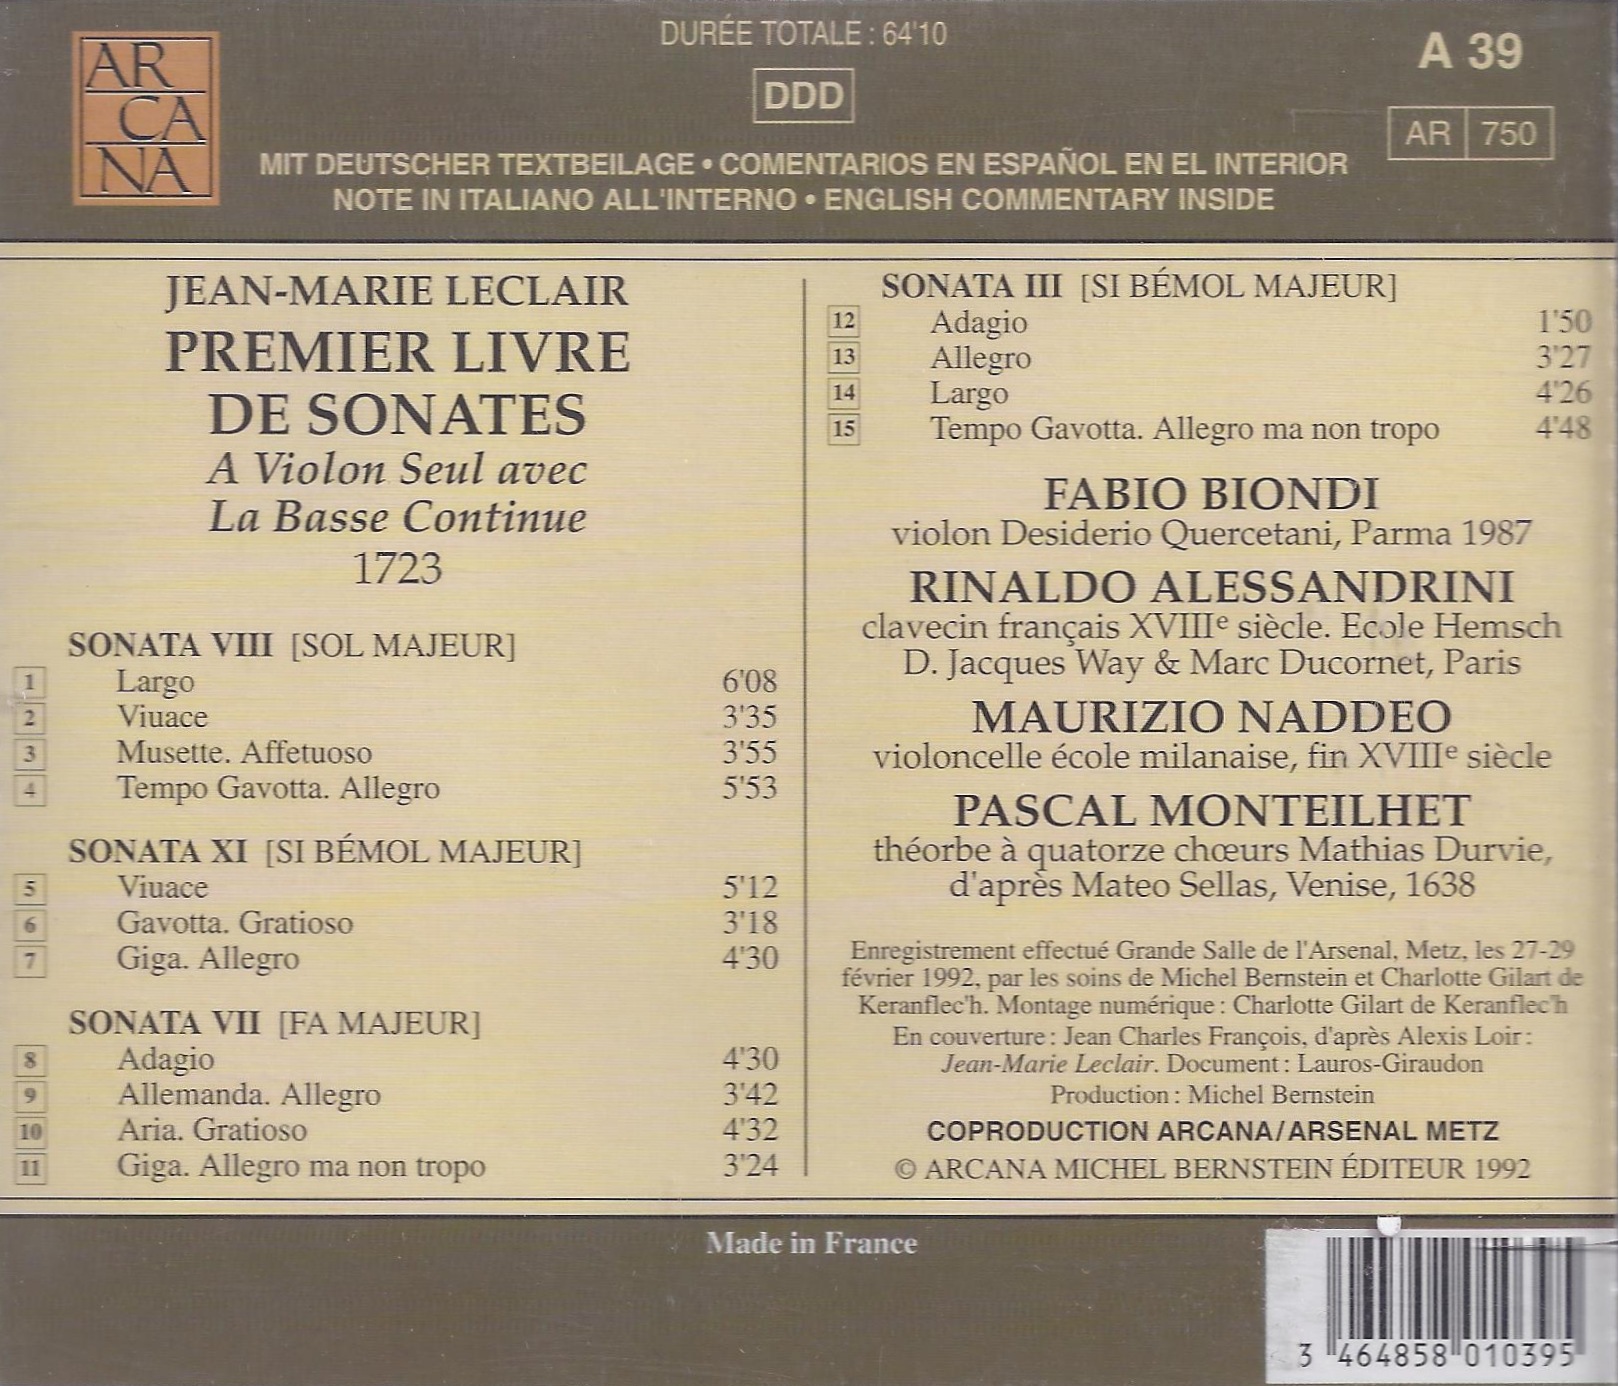 AR
CA
NA
DURÉE TOTALE : 64'10
DDD
A 39
AR 750
MIT DEUTSCHER TEXTBEILAGE • COMENTARIOS EN ESPAÑOL EN EL INTERIOR
NOTE IN ITALIANO ALL'INTERNO • ENGLISH COMMENTARY INSIDE
JEAN-MARIE LECLAIR
PREMIER LIVRE
DE SONATES
A Violon Seul avec
La Basse Continue
1723
SONATA VIII [SOL MAJEUR]
1 Largo 6'08
2 Viuace 3'35
3 Musette. Affetuoso 3'55
4 Tempo Gavotta. Allegro 5'53
SONATA XI [SI BÉMOL MAJEUR]
5 Viuace 5'12
6 Gavotta. Gratioso 3'18
7 Giga. Allegro 4'30
SONATA VII [FA MAJEUR]
8 Adagio 4'30
9 Allemanda. Allegro 3'42
10 Aria. Gratioso 4'32
11 Giga. Allegro ma non tropo 3'24
SONATA III [SI BÉMOL MAJEUR]
12 Adagio 1'50
13 Allegro 3'27
14 Largo 4'26
15 Tempo Gavotta. Allegro ma non tropo 4'48
FABIO BIONDI
violon Desiderio Quercetani, Parma 1987
RINALDO ALESSANDRINI
clavecin français XVIIIe siècle. Ecole Hemsch
D. Jacques Way & Marc Ducornet, Paris
MAURIZIO NADDEO
violoncelle école milanaise, fin XVIIIe siècle
PASCAL MONTEILHET
théorbe à quatorze chœurs Mathias Durvie,
d'après Mateo Sellas, Venise, 1638
Enregistrement effectué Grande Salle de l'Arsenal, Metz, les 27-29
février 1992, par les soins de Michel Bernstein et Charlotte Gilart de
Keranflec'h. Montage numérique : Charlotte Gilart de Keranflec'h
En couverture : Jean Charles François, d'après Alexis Loir :
Jean-Marie Leclair. Document : Lauros-Giraudon
Production : Michel Bernstein
COPRODUCTION ARCANA/ARSENAL METZ
© ARCANA MICHEL BERNSTEIN ÉDITEUR 1992
Made in France
3 464858 010395